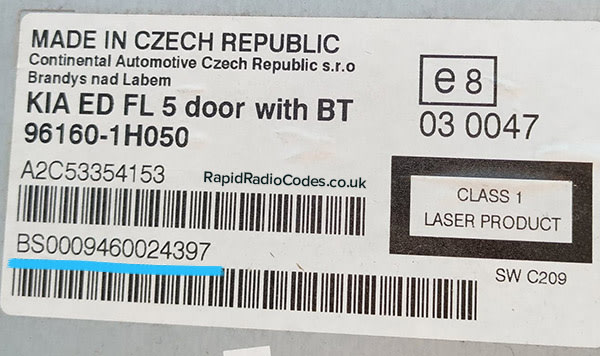 MADE IN CZECH REPUBLIC
Continental Automotive Czech Republic s.r.o
Brandys nad Labem
KIA ED FL 5 door with BT
96160-1H050
A2C53354153
RapidRadioCodes.co.uk
BS0009460024397
e8
03 0047
CLASS 1
LASER PRODUCT
SW C209